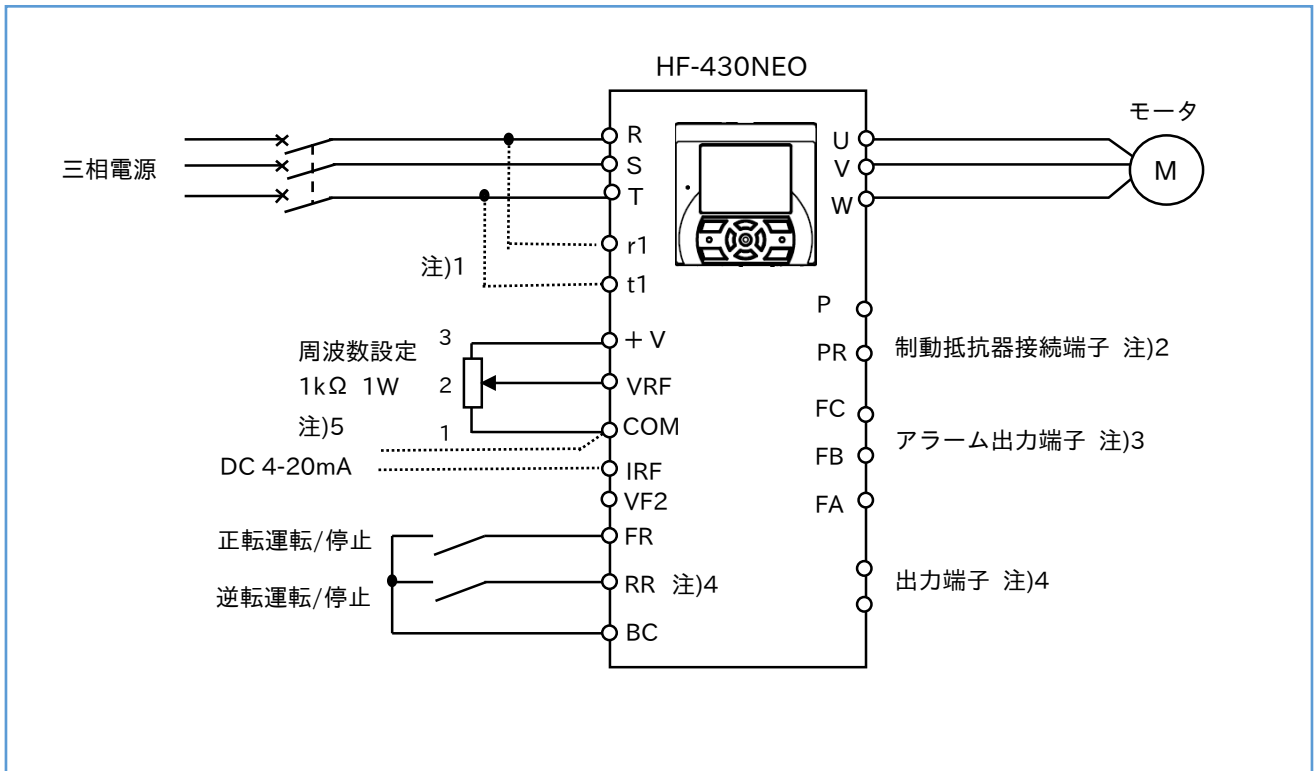 HF-430NEO
モータ
三相電源
R
S
T
U
V
W
M
注)1
r1
t1
P
PR
制動抵抗器接続端子 注)2
周波数設定
1kΩ 1W
注)5
3
2
1
+V
VRF
COM
DC 4-20mA
IRF
VF2
FC
FB
FA
アラーム出力端子 注)3
正転運転/停止
FR
逆転運転/停止
RR 注)4
BC
出力端子 注)4